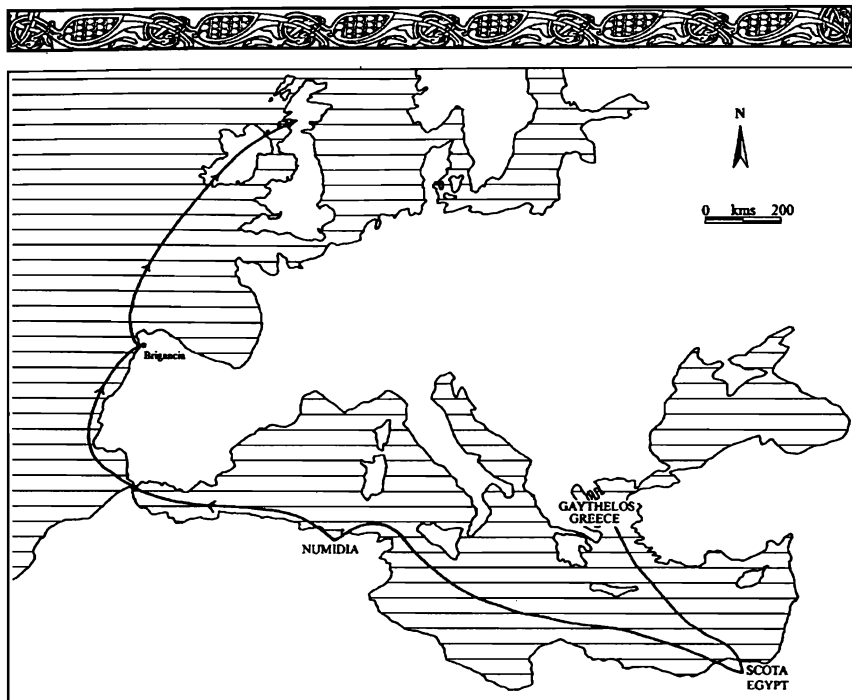 N
0 kms 200
Brigancia
GAYTHELOS
GREECE
NUMIDIA
SCOTA
EGYPT